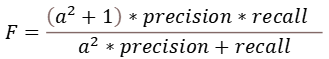 F = (a² + 1) * precision * recall / a² * precision + recall